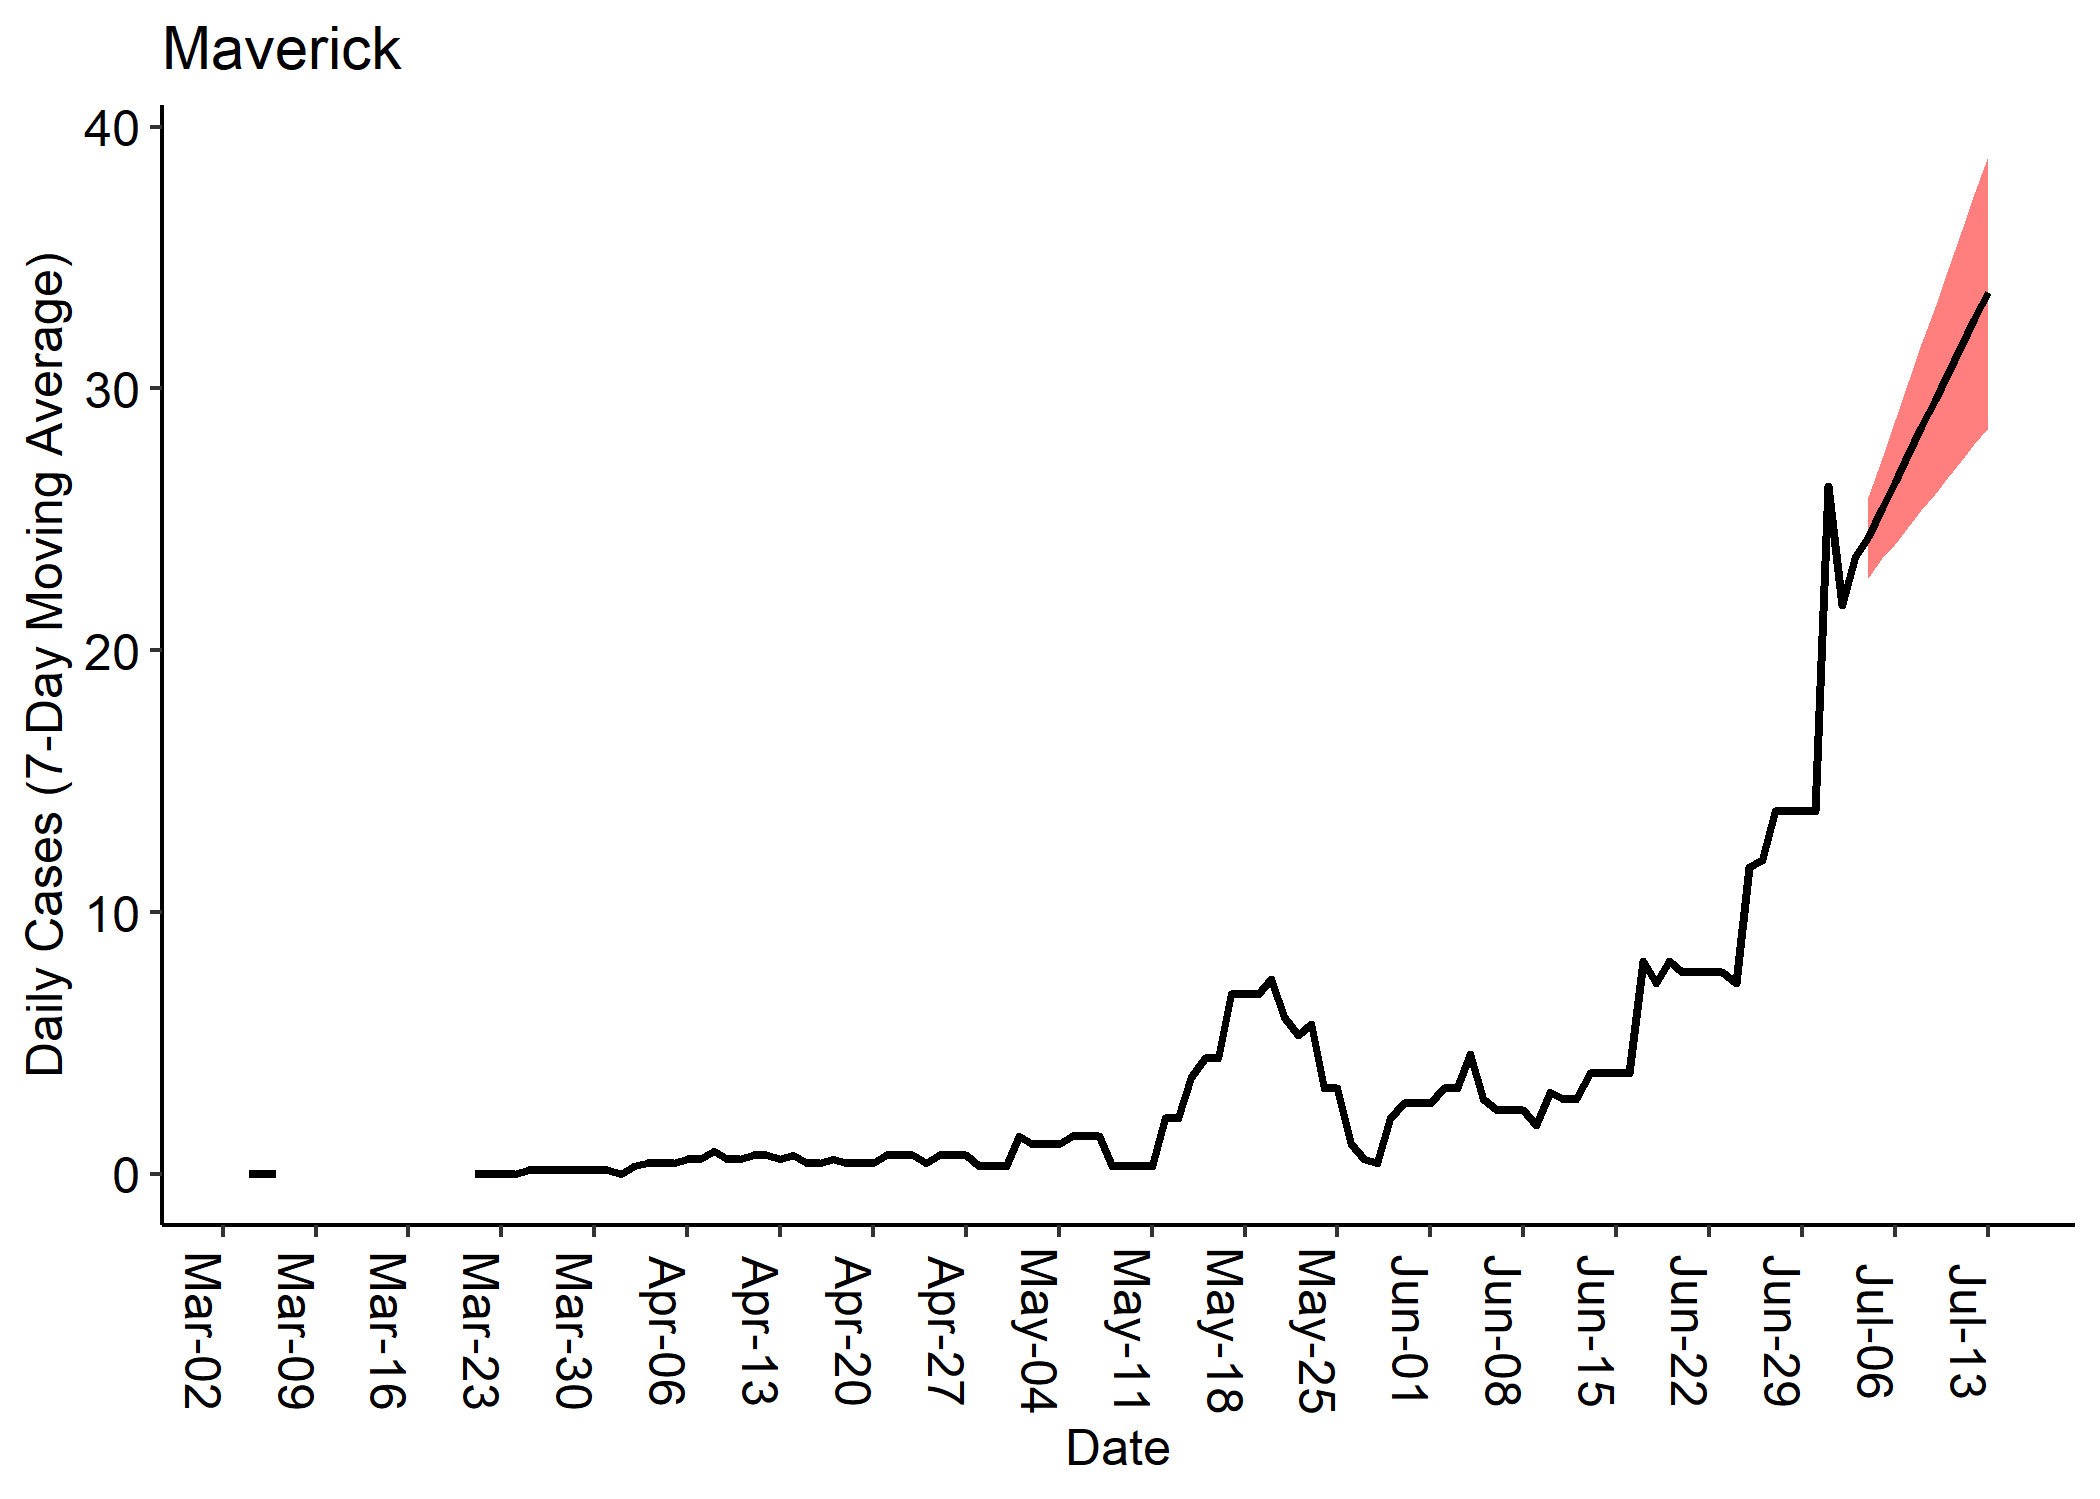 Maverick
Daily Cases (7-Day Moving Average)
40
30
20
10
0
Mar-02
Mar-09
Mar-16
Mar-23
Mar-30
Apr-06
Apr-13
Apr-20
Apr-27
May-04
May-11
May-18
May-25
Jun-01
Jun-08
Jun-15
Jun-22
Jun-29
Jul-06
Jul-13
Date